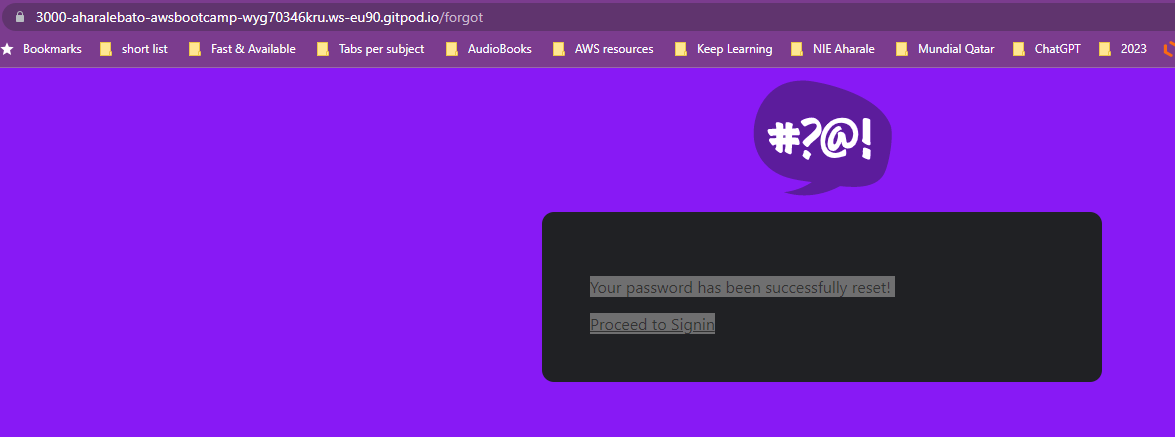 3000-aharalebato-awsbootcamp-wyg70346kru.ws-eu90.gitpod.io/forgot
Bookmarks short list Fast & Available Tabs per subject AudioBooks AWS resources Keep Learning NIE Aharale Mundial Qatar ChatGPT 2023
#?@!
Your password has been successfully reset!
Proceed to Signin